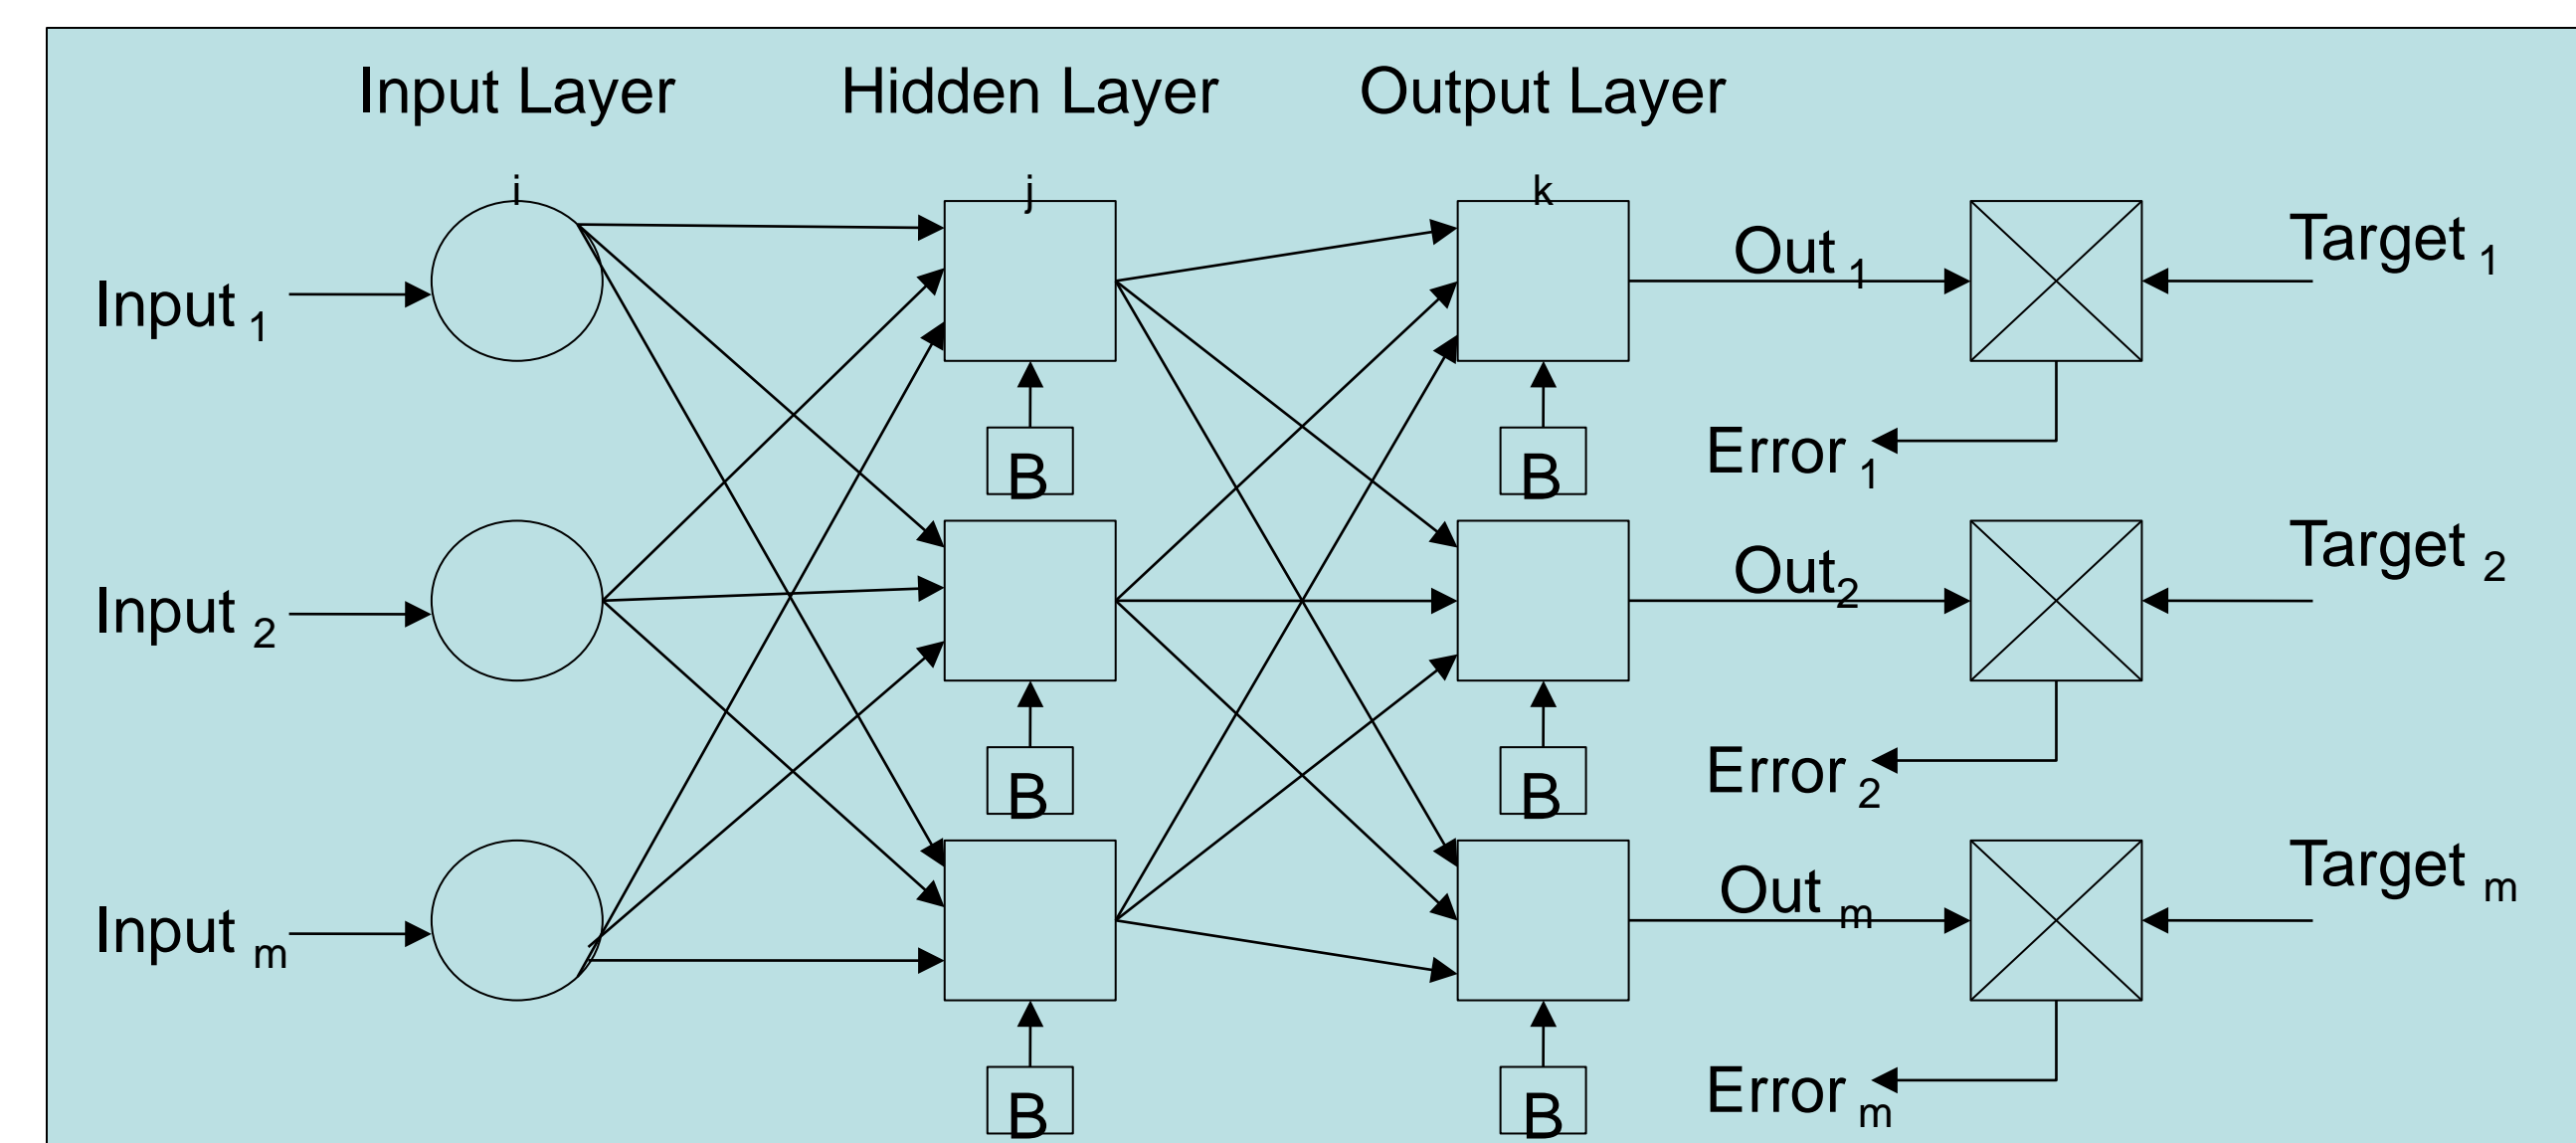 Input Layer Hidden Layer Output Layer
i j k
Input 1 Out 1 Target 1
B B Error 1
Input 2 Out2 Target 2
B B Error 2
Input m Out m Target m
B B Error m